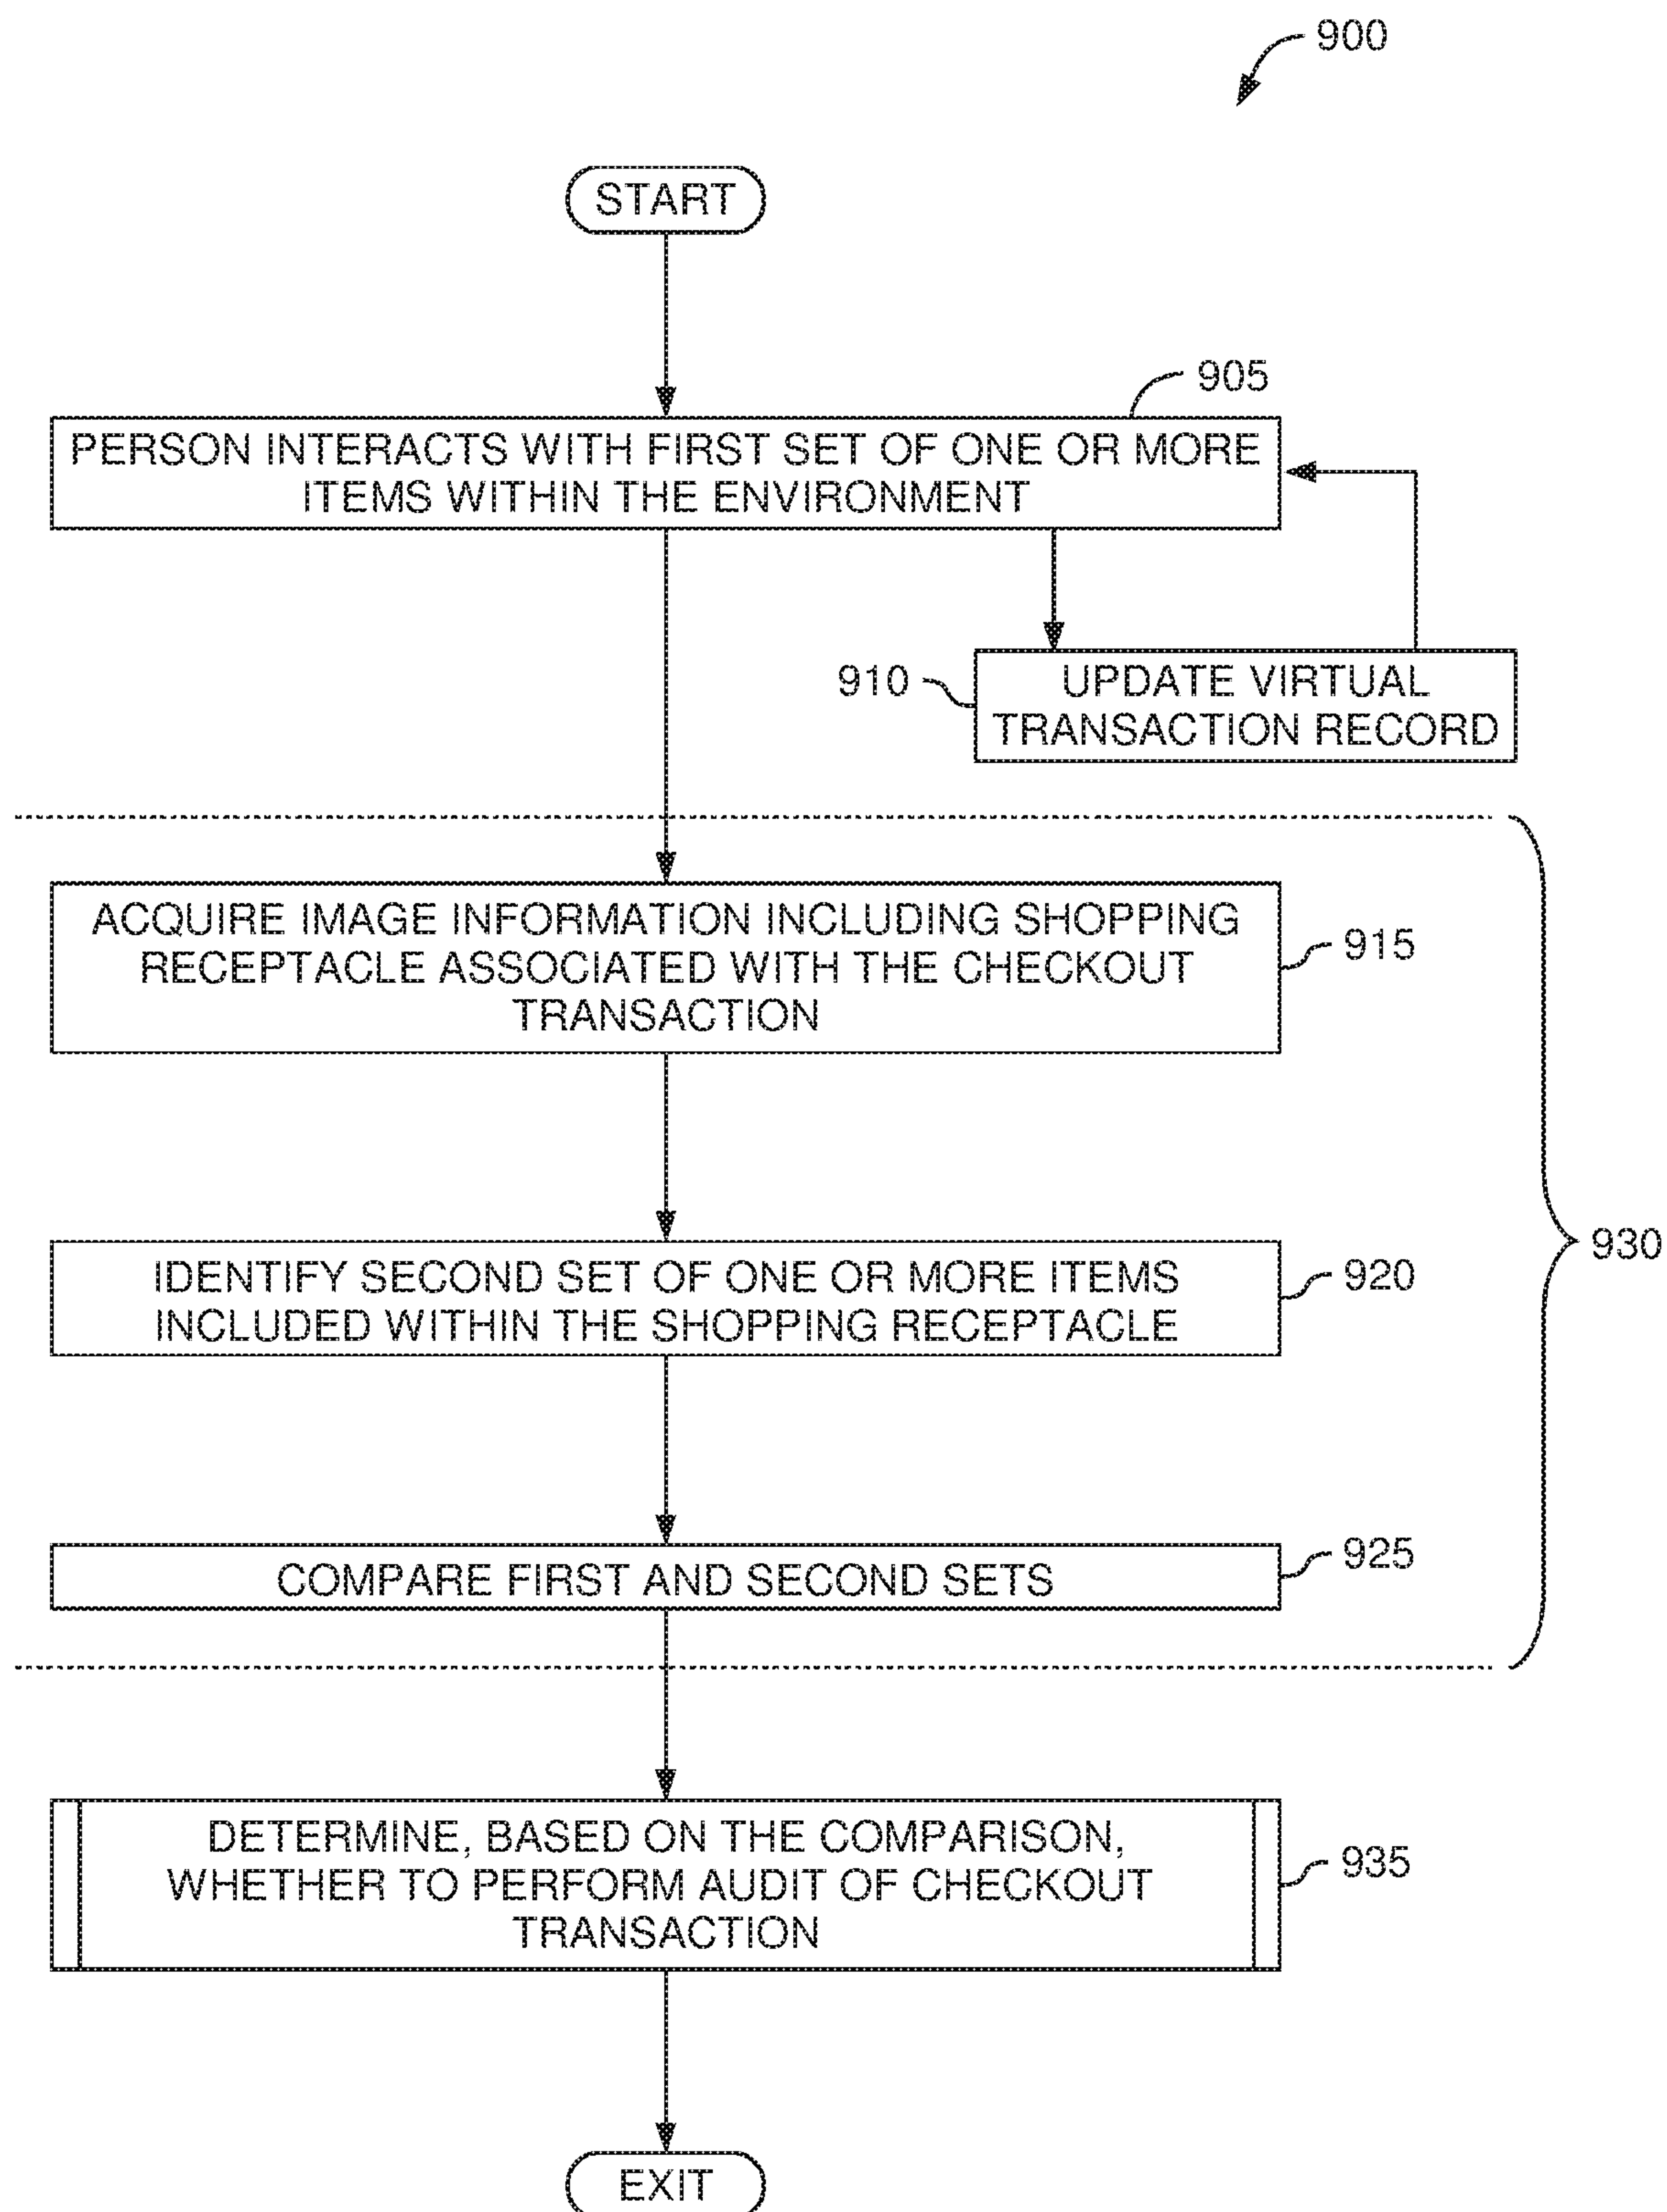 900
START
905
PERSON INTERACTS WITH FIRST SET OF ONE OR MORE
ITEMS WITHIN THE ENVIRONMENT
910
UPDATE VIRTUAL
TRANSACTION RECORD
ACQUIRE IMAGE INFORMATION INCLUDING SHOPPING
RECEPTACLE ASSOCIATED WITH THE CHECKOUT
TRANSACTION
915
930
IDENTIFY SECOND SET OF ONE OR MORE ITEMS
INCLUDED WITHIN THE SHOPPING RECEPTACLE
920
COMPARE FIRST AND SECOND SETS
925
DETERMINE, BASED ON THE COMPARISON,
WHETHER TO PERFORM AUDIT OF CHECKOUT
TRANSACTION
935
EXIT